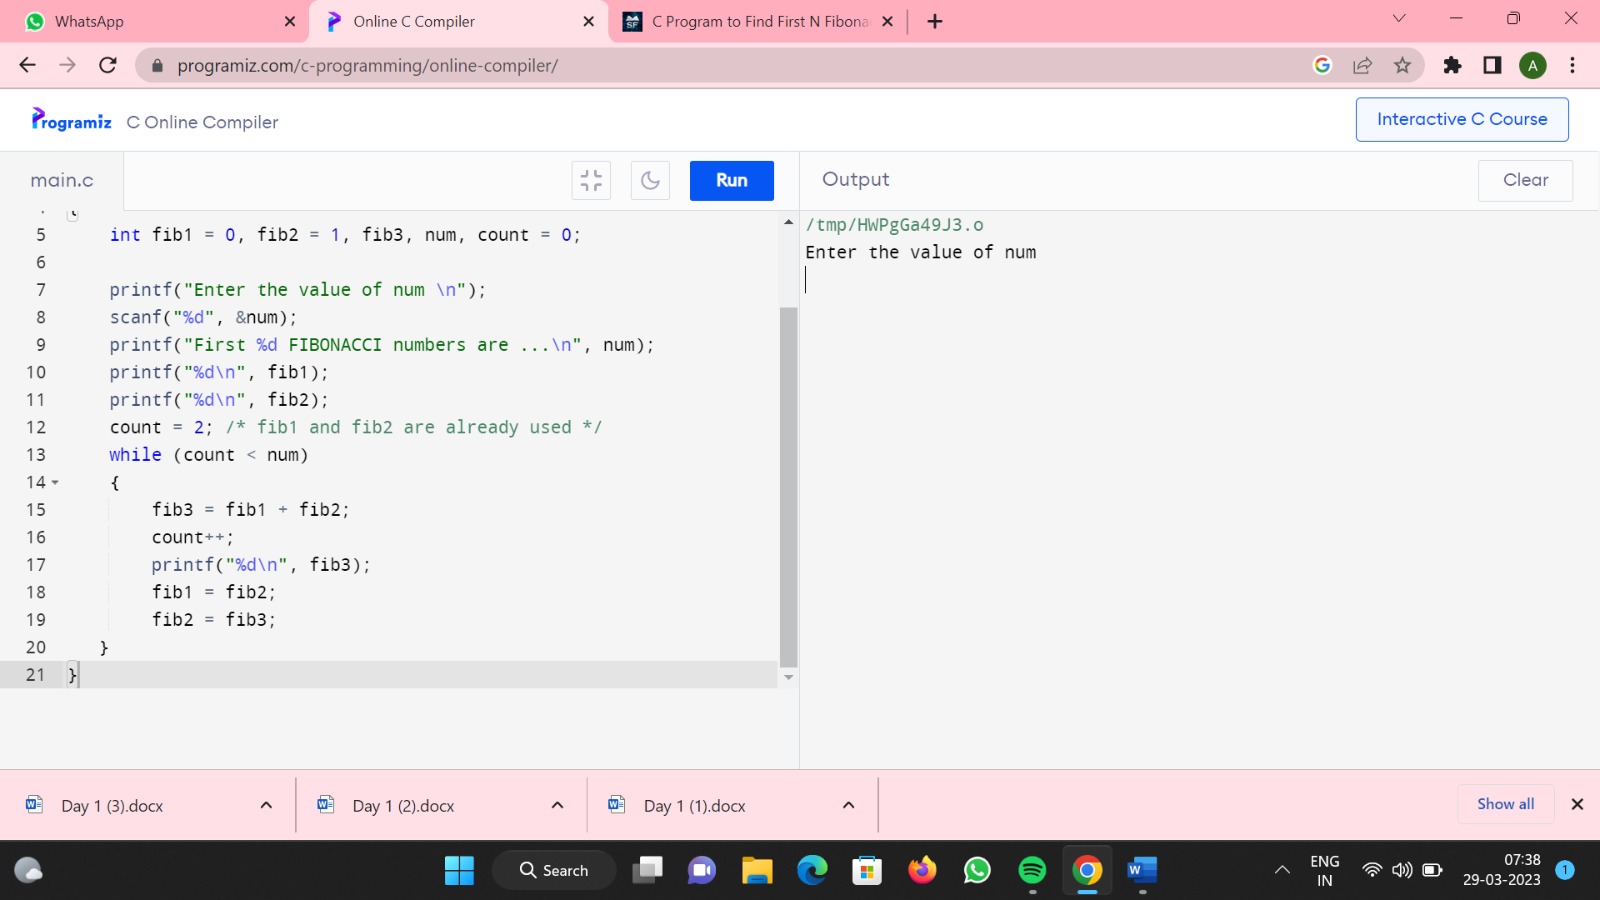 WhatsApp
Online C Compiler
C Program to Find First N Fibona
programiz.com/c-programming/online-compiler/
A
Programiz C Online Compiler
Interactive C Course
main.c
Run
Output
Clear
5 int fib1 = 0, fib2 = 1, fib3, num, count = 0;
6
7 printf("Enter the value of num \n");
8 scanf("%d", &num);
9 printf("First %d FIBONACCI numbers are ...\n", num);
10 printf("%d\n", fib1);
11 printf("%d\n", fib2);
12 count = 2; /* fib1 and fib2 are already used */
13 while (count < num)
14 {
15 fib3 = fib1 + fib2;
16 count++;
17 printf("%d\n", fib3);
18 fib1 = fib2;
19 fib2 = fib3;
20 }
21 }
/tmp/HWPgGa49J3.o
Enter the value of num
Day 1 (3).docx
Day 1 (2).docx
Day 1 (1).docx
Show all
Search
ENG
IN
07:38
29-03-2023
1